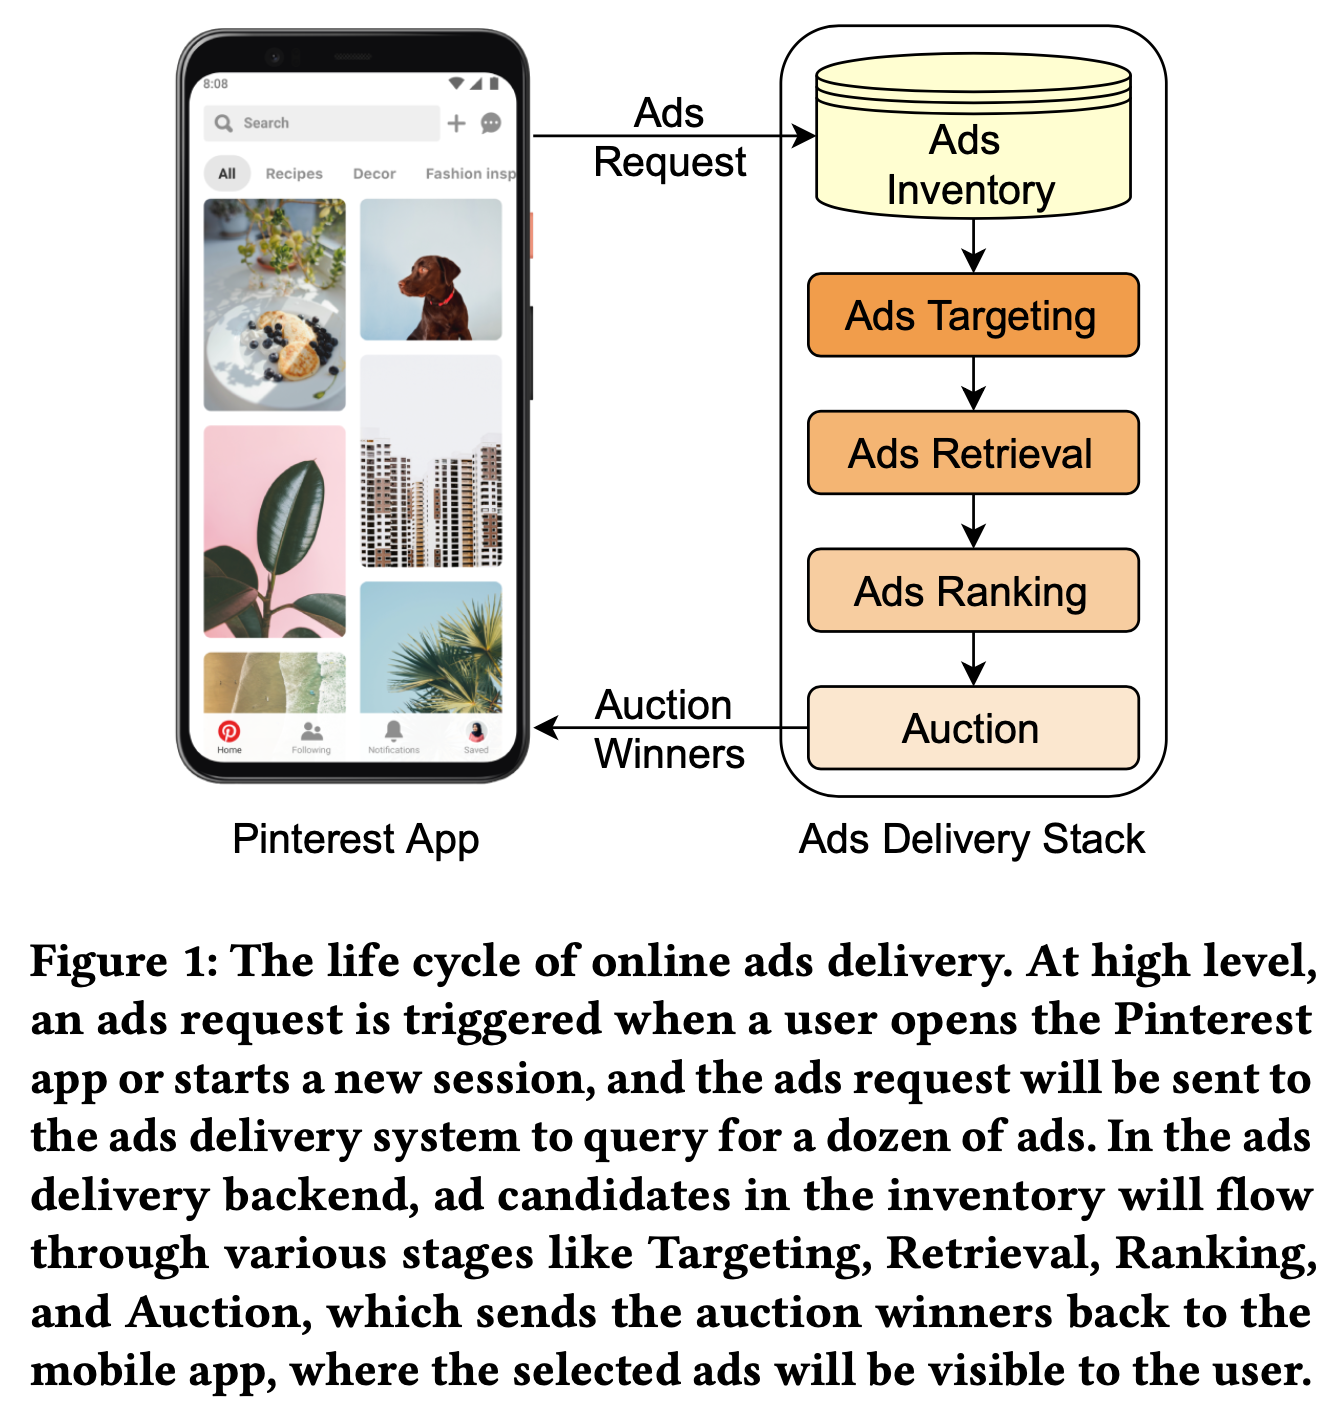 8:08
Search
All Recipes Decor Fashion insp
Home Following Notifications Saved
Pinterest App
Ads
Request
Auction
Winners
Ads
Inventory
Ads Targeting
Ads Retrieval
Ads Ranking
Auction
Ads Delivery Stack
Figure 1: The life cycle of online ads delivery. At high level,
an ads request is triggered when a user opens the Pinterest
app or starts a new session, and the ads request will be sent to
the ads delivery system to query for a dozen of ads. In the ads
delivery backend, ad candidates in the inventory will flow
through various stages like Targeting, Retrieval, Ranking,
and Auction, which sends the auction winners back to the
mobile app, where the selected ads will be visible to the user.